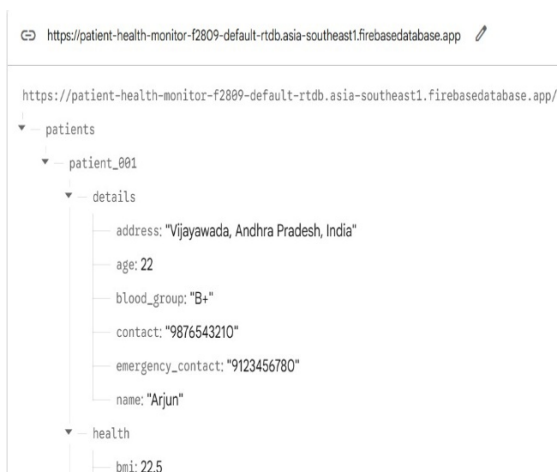 https://patient-health-monitor-f2809-default-rtdb.asia-southeast1.firebasedatabase.app
https://patient-health-monitor-f2809-default-rtdb.asia-southeast1.firebasedatabase.app/
patients
patient_001
details
address: "Vijayawada, Andhra Pradesh, India"
age: 22
blood_group: "B+"
contact: "9876543210"
emergency_contact: "9123456780"
name: "Arjun"
health
bmi: 22.5